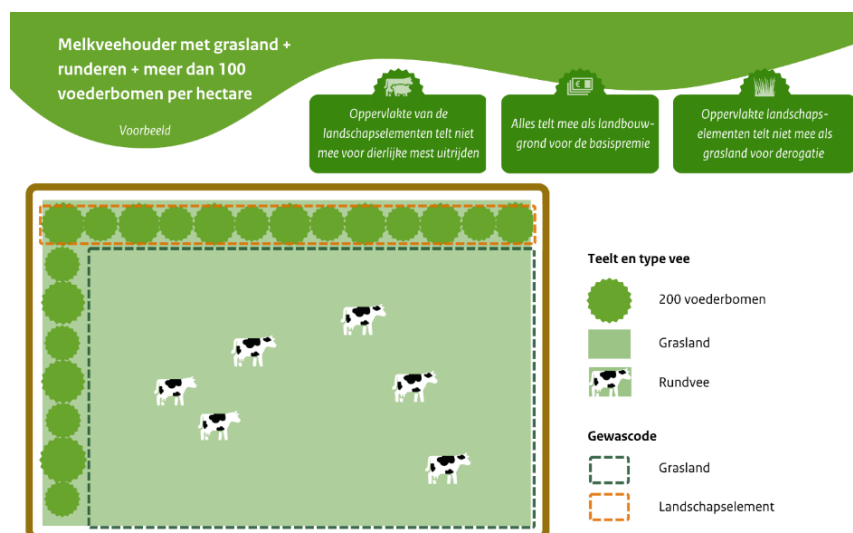 Melkveehouder met grasland +
runderen + meer dan 100
voederbomen per hectare
Voorbeeld
Oppervlakte van de
landschapselementen telt niet
mee voor dierlijke mest uitrijden
Alles telt mee als landbouw-
grond voor de basispremie
Oppervlakte landschaps-
elementen telt niet mee als
grasland voor derogatie
Teelt en type vee
200 voederbomen
Grasland
Rundvee
Gewascode
Grasland
Landschapselement